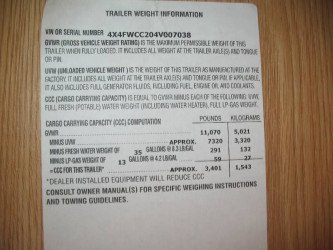 TRAILER WEIGHT INFORMATION
VIN OR SERIAL NUMBER 4X4FWCC204V007038
GVWR (GROSS VEHICLE WEIGHT RATING) IS THE MAXIMUM PERMISSIBLE WEIGHT OF THIS
TRAILER WHEN FULLY LOADED. IT INCLUDES ALL WEIGHT AT THE TRAILER AXLE(S) AND TONGUE
OR PIN.
UVW (UNLOADED VEHICLE WEIGHT) IS THE WEIGHT OF THIS TRAILER AS MANUFACTURED AT THE
FACTORY. IT INCLUDES ALL WEIGHT AT THE TRAILER AXLE(S) AND TONGUE OR PIN. IF APPLICABLE,
IT ALSO INCLUDES FULL GENERATOR FLUIDS, INCLUDING FUEL, ENGINE OIL, AND COOLANTS.
CCC (CARGO CARRYING CAPACITY) IS EQUAL TO GVWR MINUS EACH OF THE FOLLOWING: UVW,
FULL FRESH (POTABLE) WATER WEIGHT (INCLUDING WATER HEATER), FULL LP-GAS WEIGHT.
CARGO CARRYING CAPACITY (CCC) COMPUTATION POUNDS KILOGRAMS
GVWR 11,070 5,021
MINUS UVW APPROX. 7320 3,320
MINUS FRESH WATER WEIGHT OF 35 GALLONS @ 8.3 LB/GAL 291 132
MINUS LP-GAS WEIGHT OF 13 GALLONS @ 4.2 LB/GAL 59 27
= CCC FOR THIS TRAILER* APPROX. 3,401 1,543
*DEALER INSTALLED EQUIPMENT WILL REDUCE CCC
CONSULT OWNER MANUAL(S) FOR SPECIFIC WEIGHING INSTRUCTIONS
AND TOWING GUIDELINES.